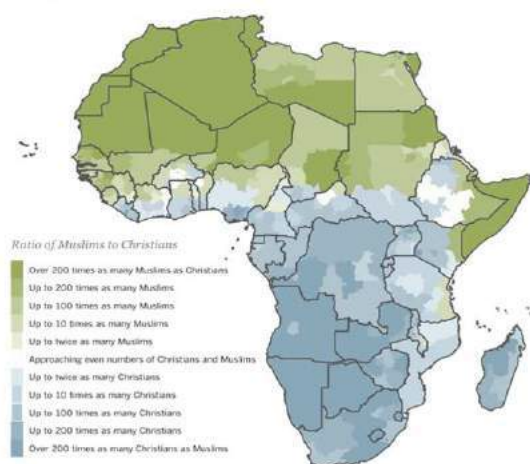 Ratio of Muslims to Christians
Over 200 times as many Muslims as Christians
Up to 200 times as many Muslims
Up to 100 times as many Muslims
Up to 10 times as many Muslims
Up to twice as many Muslims
Approaching even numbers of Christians and Muslims
Up to twice as many Christians
Up to 10 times as many Christians
Up to 100 times as many Christians
Up to 200 times as many Christians
Over 200 times as many Christians as Muslims